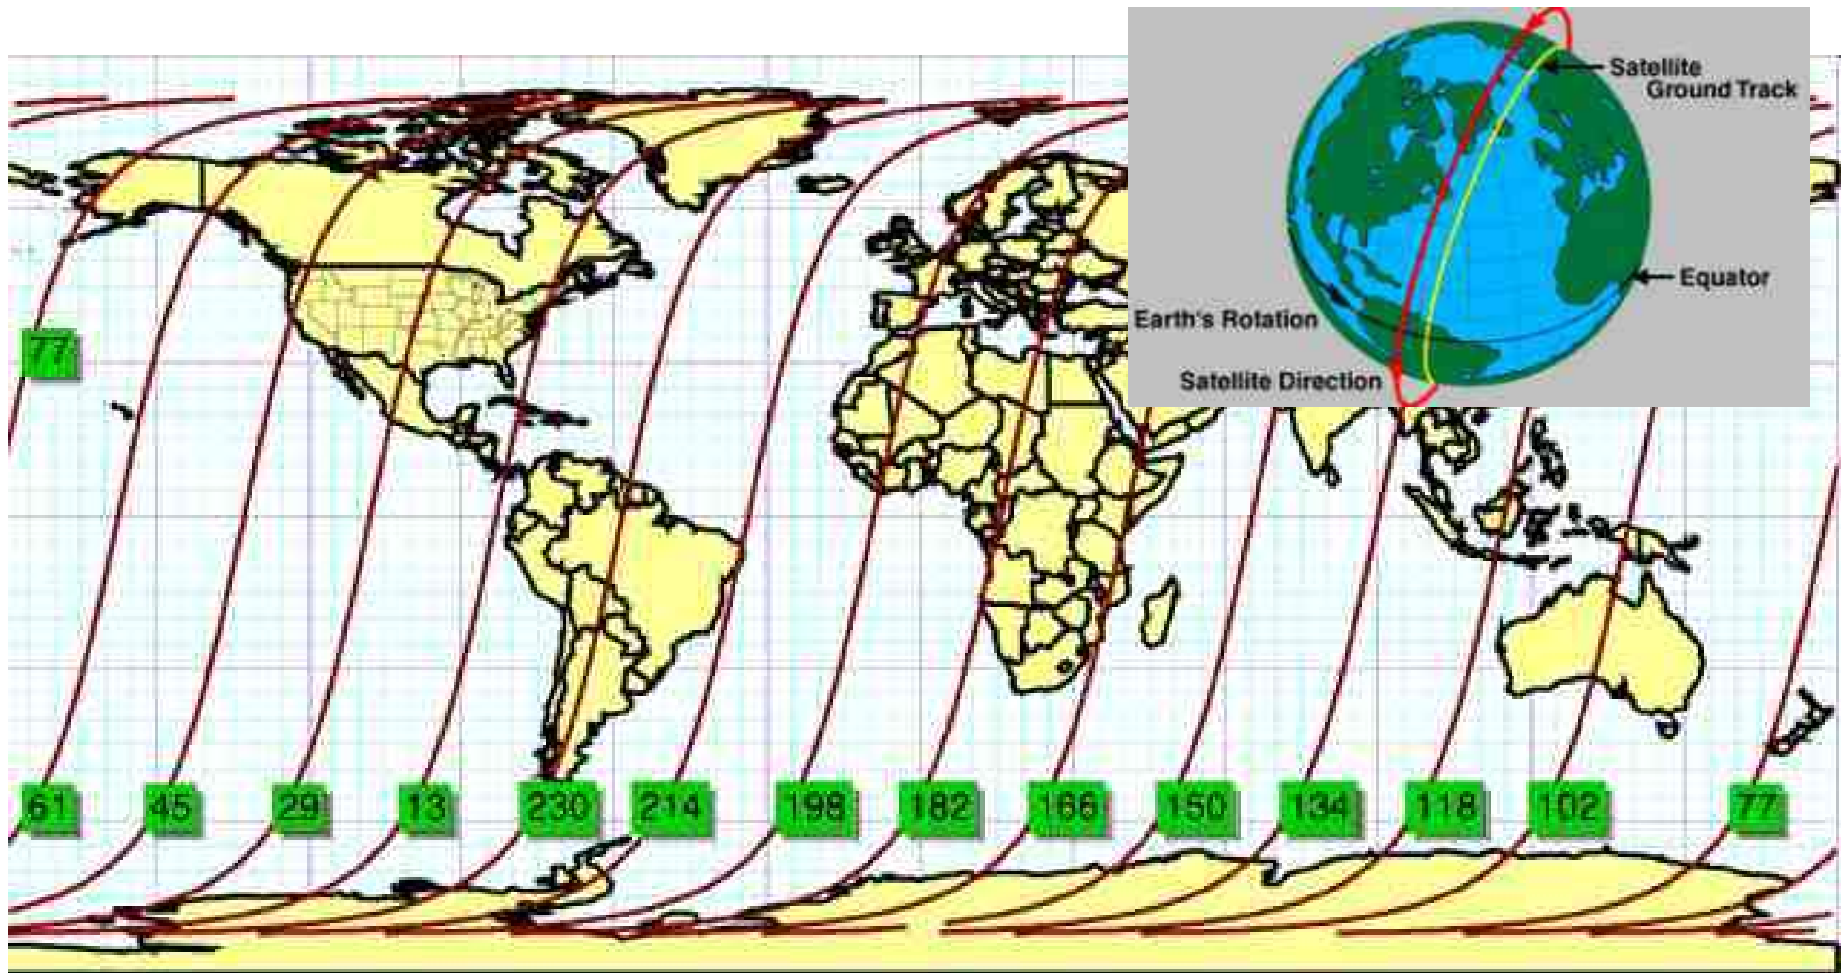 Satellite
Ground Track
Equator
Earth's Rotation
Satellite Direction
77
61 45 29 13 230 214 198 182 166 150 134 118 102 77